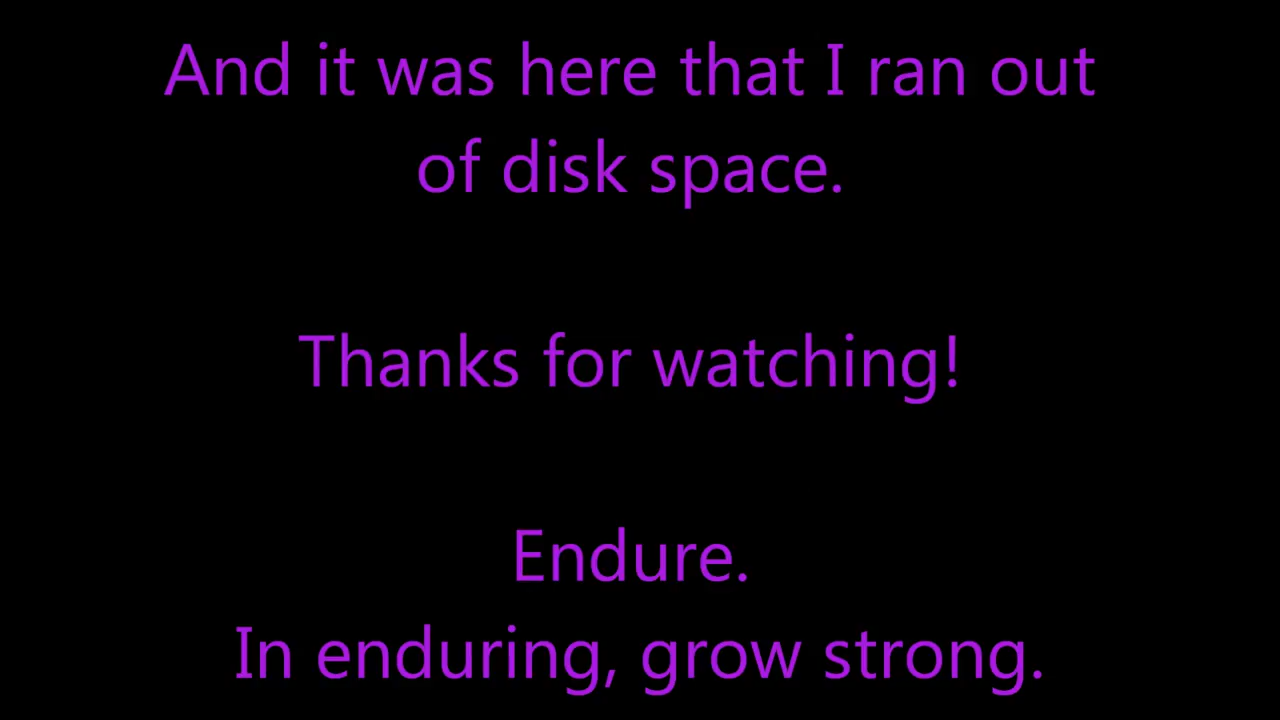 And it was here that I ran out
of disk space.
Thanks for watching!
Endure.
In enduring, grow strong.